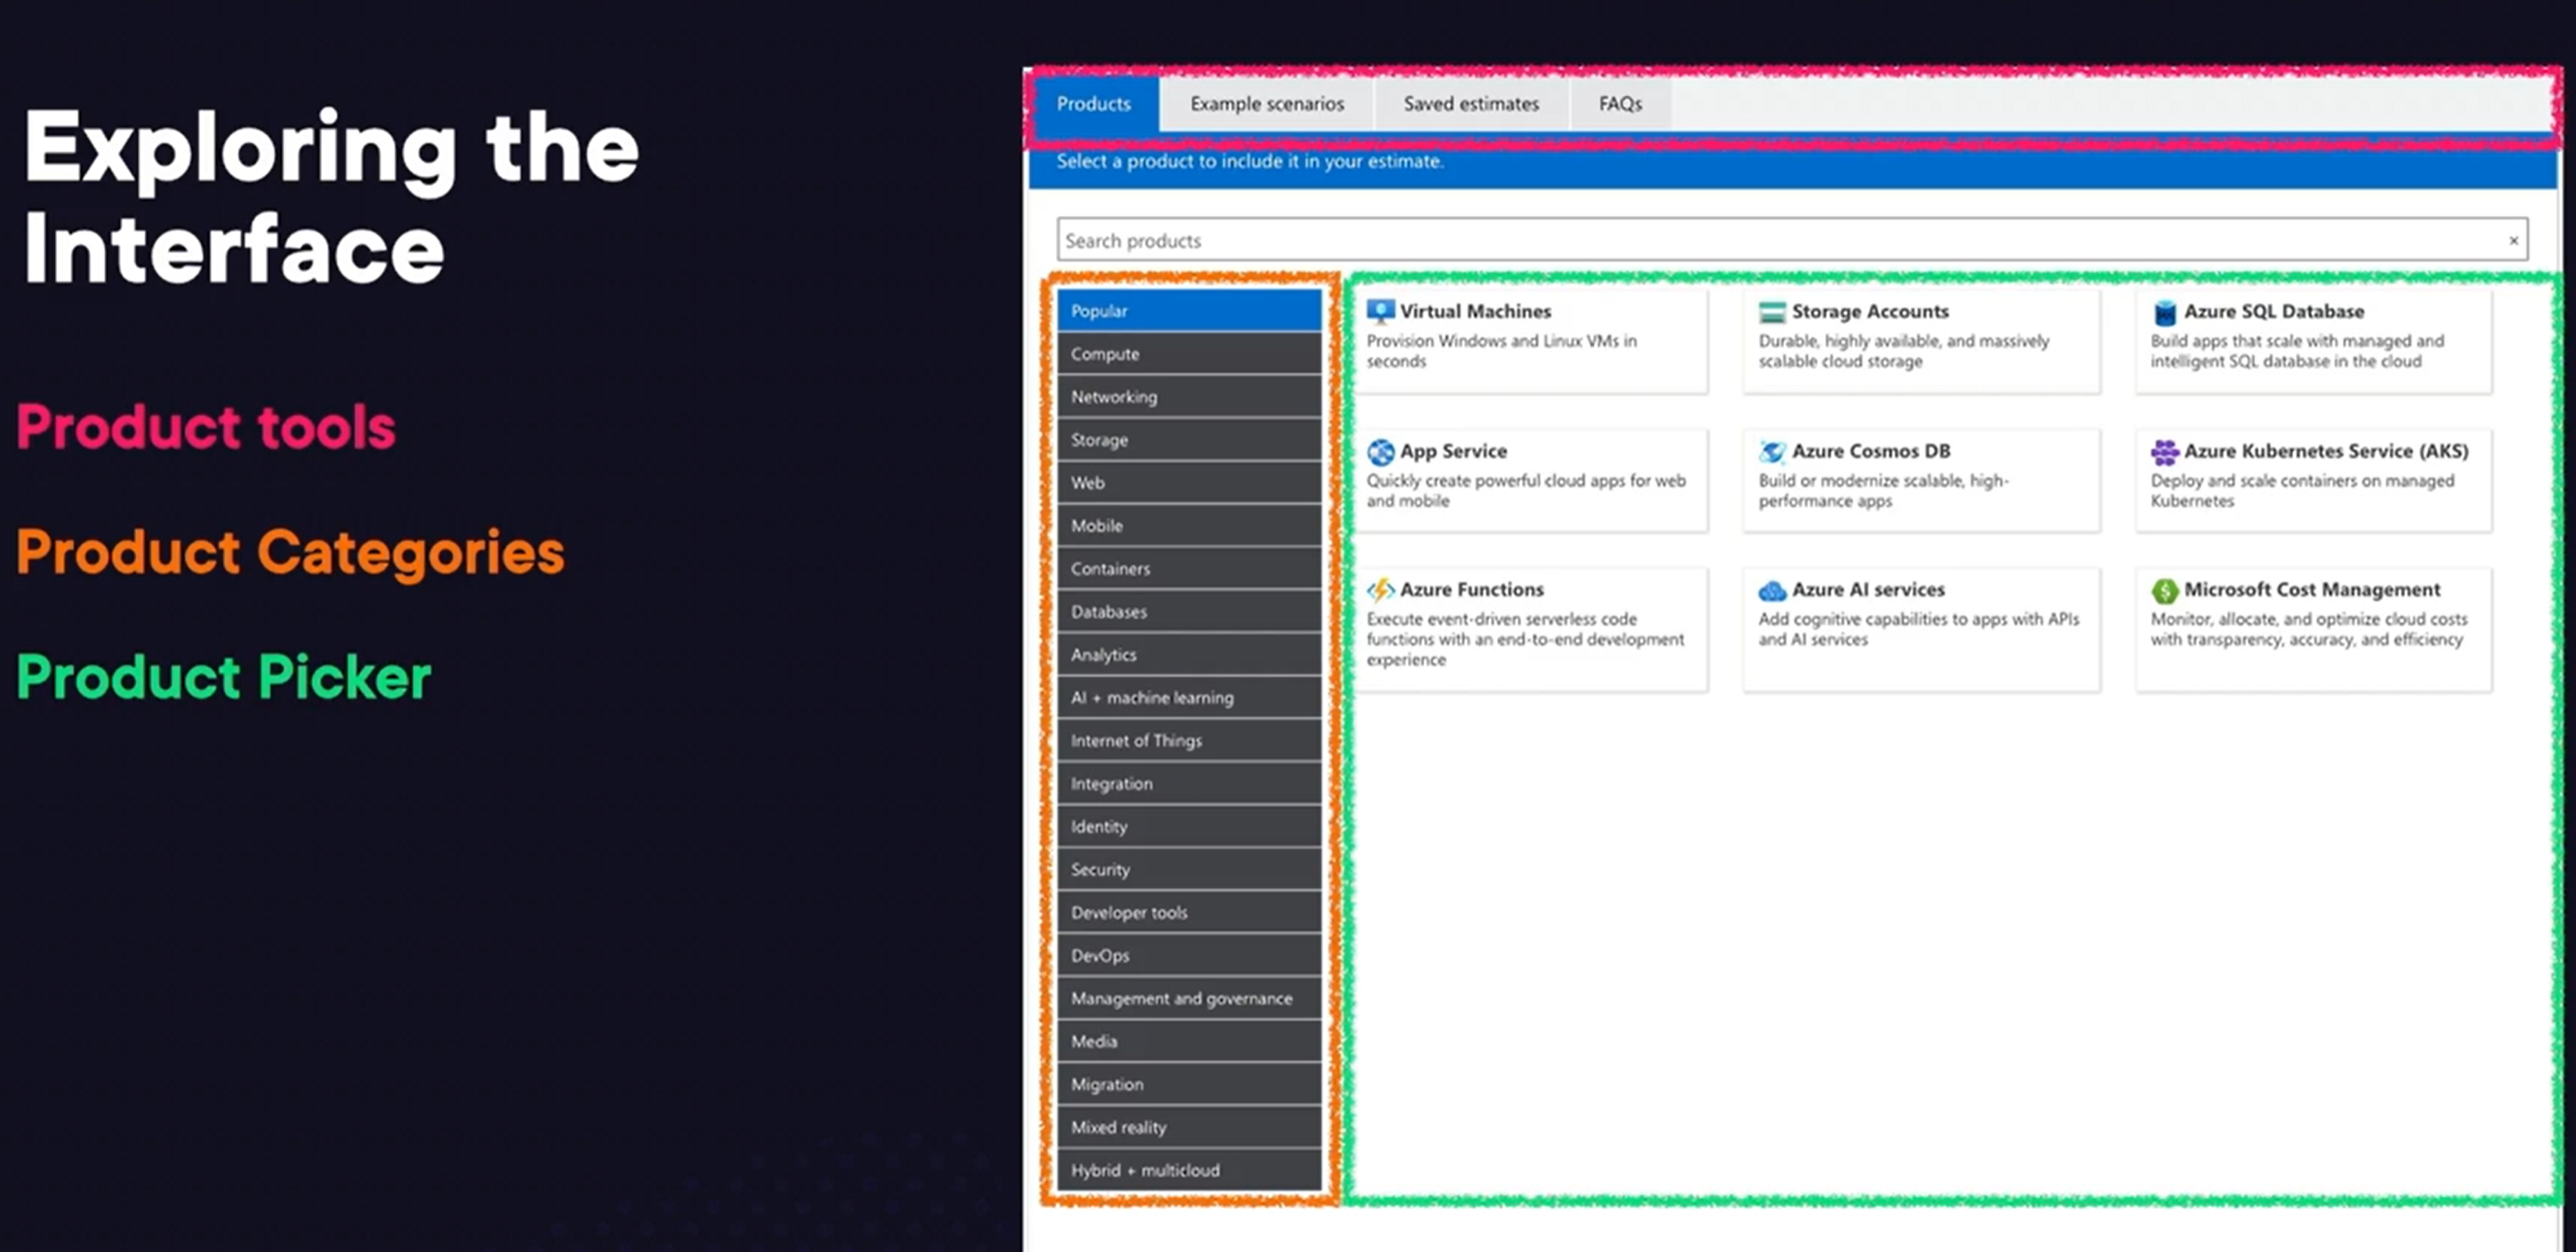 Exploring the
Interface
Product tools
Product Categories
Product Picker
Products
Example scenarios
Saved estimates
FAQs
Select a product to include it in your estimate.
Search products
×
Popular
Compute
Networking
Storage
Web
Mobile
Containers
Databases
Analytics
AI + machine learning
Internet of Things
Integration
Identity
Security
Developer tools
DevOps
Management and governance
Media
Migration
Mixed reality
Hybrid + multicloud
Virtual Machines
Provision Windows and Linux VMs in
seconds
Storage Accounts
Durable, highly available, and massively
scalable cloud storage
Azure SQL Database
Build apps that scale with managed and
intelligent SQL database in the cloud
App Service
Quickly create powerful cloud apps for web
and mobile
Azure Cosmos DB
Build or modernize scalable, high-
performance apps
Azure Kubernetes Service (AKS)
Deploy and scale containers on managed
Kubernetes
Azure Functions
Execute event-driven serverless code
functions with an end-to-end development
experience
Azure AI services
Add cognitive capabilities to apps with APIs
and AI services
Microsoft Cost Management
Monitor, allocate, and optimize cloud costs
with transparency, accuracy, and efficiency